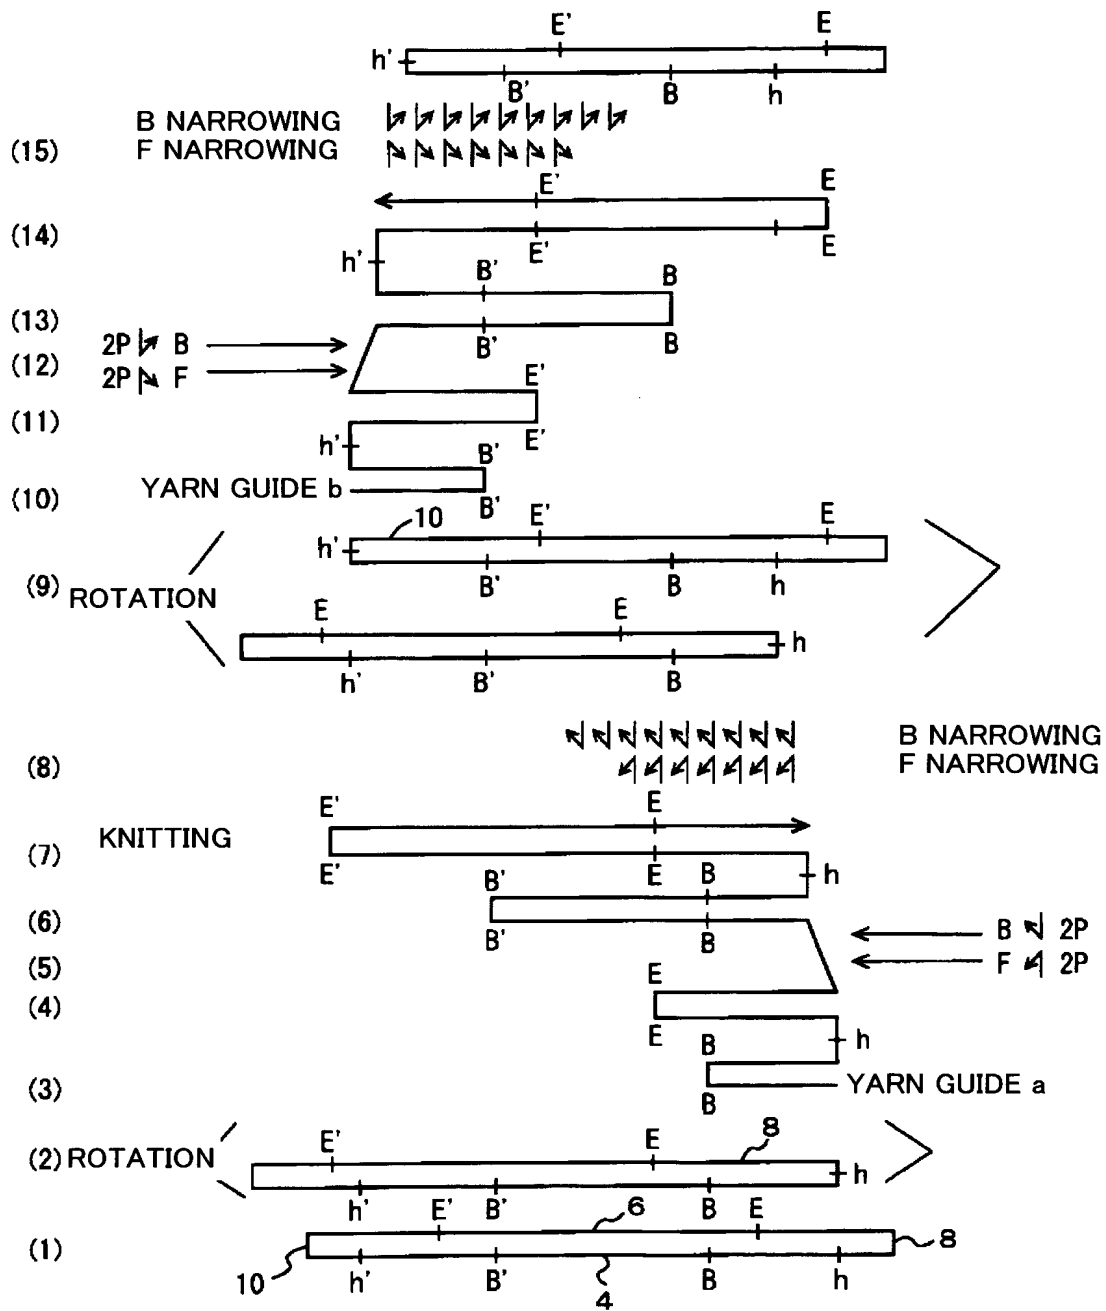 E' E
h'
B' B h
B NARROWING
(15) F NARROWING
E' E
(14)
E' E
h'
B' B
(13)
B' B
2P B
(12)
2P F
E'
(11)
E'
h'
B'
YARN GUIDE b
(10)
B'
10 E' E
h'
B' B h
(9) ROTATION
E E
h
h' B' B
B NARROWING
(8) F NARROWING
E' E
KNITTING
(7)
E' E B
h
B'
(6)
B' B
B 2P
(5) F 2P
E
(4)
E
h
B
YARN GUIDE a
(3)
B
E' E 8
(2) ROTATION
h
h' B' B
E' 6 E
(1) 8
10 h' B' 4 B h